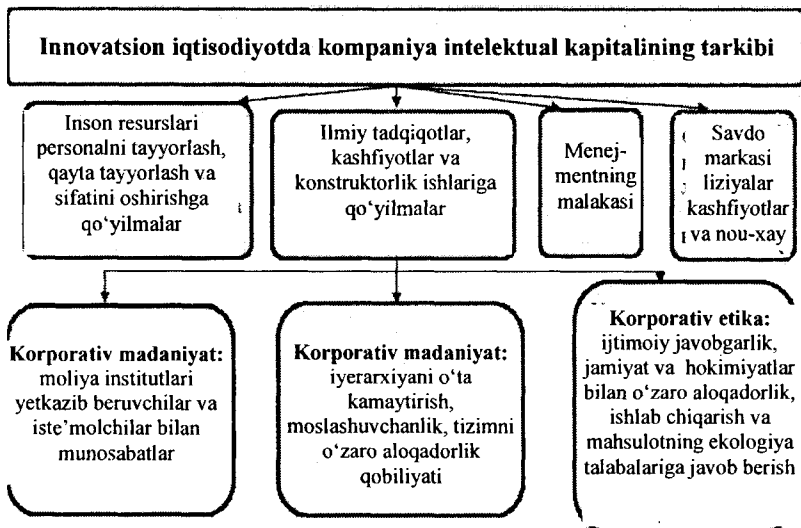 Innovatsion iqtisodiyotda kompaniya intelektual kapitalining tarkibi
Inson resurslari
personalni tayyorlash,
qayta tayyorlash va
sifatini oshirishga
qo‘yilmalar
Ilmiy tadqiqotlar,
kashfiyotlar va
konstruktorlik ishlariga
qo‘yilmalar
Menej-
mentning
malakasi
Savdo
markasi
liziyalar
kashfiyotlar
va nou-xay
Korporativ madaniyat:
moliya institutlari
yetkazib beruvchilar va
iste’molchilar bilan
munosabatlar
Korporativ madaniyat:
iyerarxiyani o‘ta
kamaytirish,
moslashuvchanlik, tizimni
o‘zaro aloqadorlik
qobiliyati
Korporativ etika:
ijtimoiy javobgarlik,
jamiyat va hokimiyatlar
bilan o‘zaro aloqadorlik,
ishlab chiqarish va
mahsulotning ekologiya
talabalariga javob berish